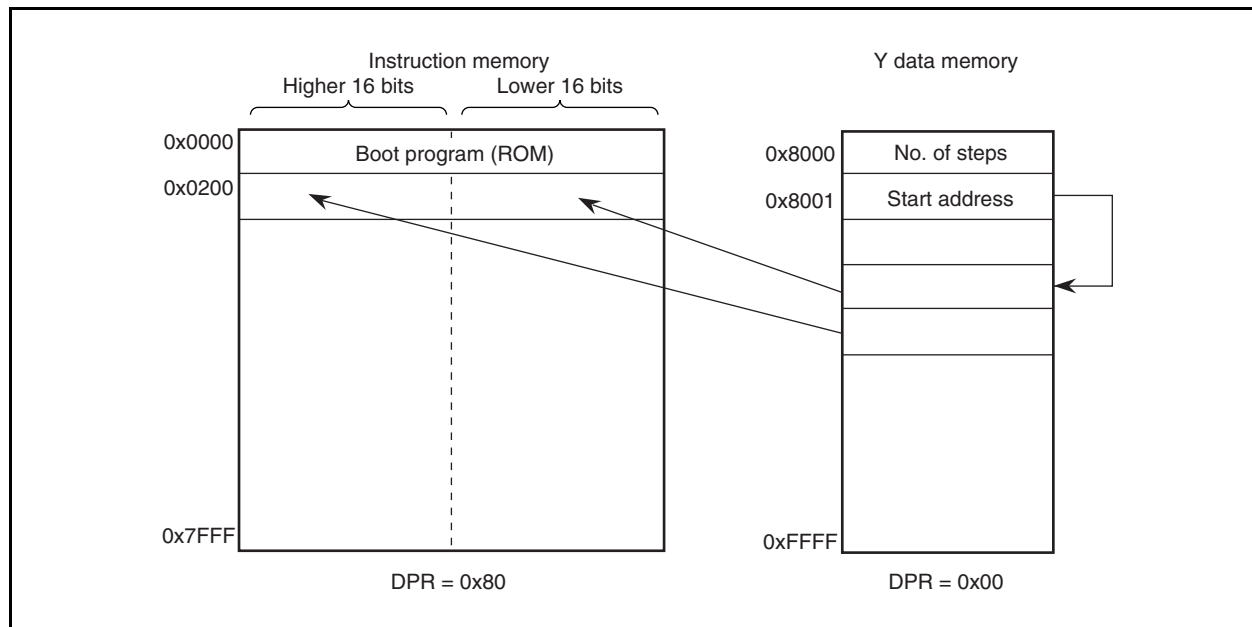 Instruction memory
Higher 16 bits
Lower 16 bits
0x0000
Boot program (ROM)
0x0200
0x7FFF
DPR = 0x80
Y data memory
0x8000
No. of steps
0x8001
Start address
0xFFFF
DPR = 0x00